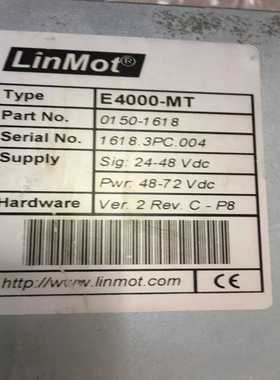 LinMot®
Type E4000-MT
Part No. 0150-1618
Serial No. 1618.3PC.004
Supply Sig: 24-48 Vdc
Pwr: 48-72 Vdc
Hardware Ver. 2 Rev. C - P8
http://www.linmot.com CE